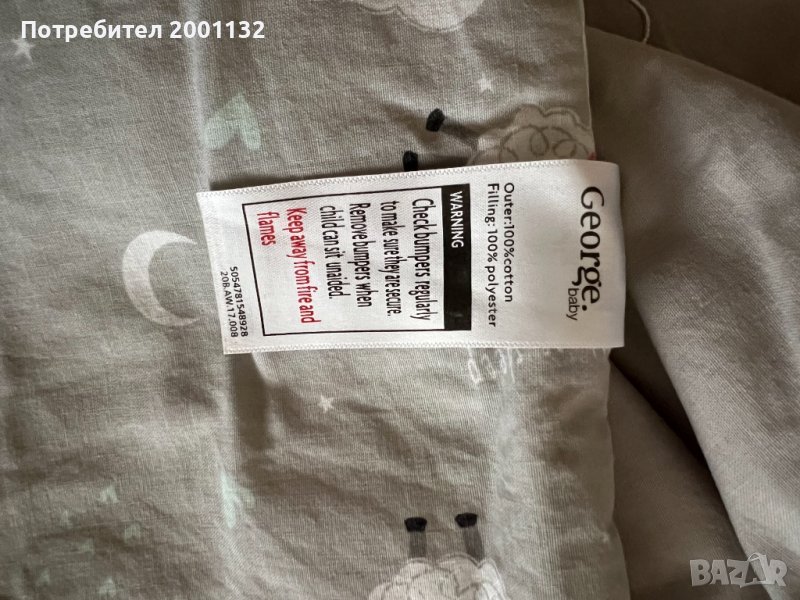 Потребител 2001132
George.
baby
Outer:100%cotton
Filling: 100% polyester
WARNING
Check bumpers regularly
to make sure they are secure.
Remove bumpers when
child can sit unaided.
Keep away from fire and
flames
5054781548928
20B.AW.17.008
BAZAR